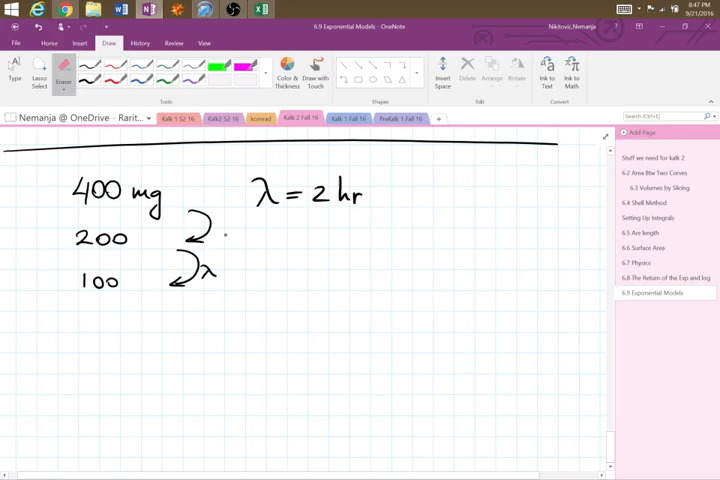 6.9 Exponential Models - OneNote
8:47 PM
9/21/2016
Nikitovic, Nemanja
File Home Insert Draw History Review View
Type
Lasso Select
Eraser
Color & Thickness
Draw with Touch
Insert Space
Arrange
Rotate
Ink to Text
Ink to Math
Tools Shapes Edit Convert
Nemanja @ OneDrive - Rarit...
Kalk 1 S2 16 Kalk2 S2 16 konirad Kalk 2 Fall 16 Kalk 1 Fall 16 PreKalk 1 Fall 16 +
Search (Ctrl+E)
Add Page
400 mg λ = 2 hr
200
100 λ
Stuff we need for kalk 2
6.2 Area Btw Two Corves
6.3 Volumes by Slicing
6.4 Shell Method
Setting Up Integrals
6.5 Arc length
6.6 Surface Area
6.7 Physics
6.8 The Return of the Exp and log
6.9 Exponential Models